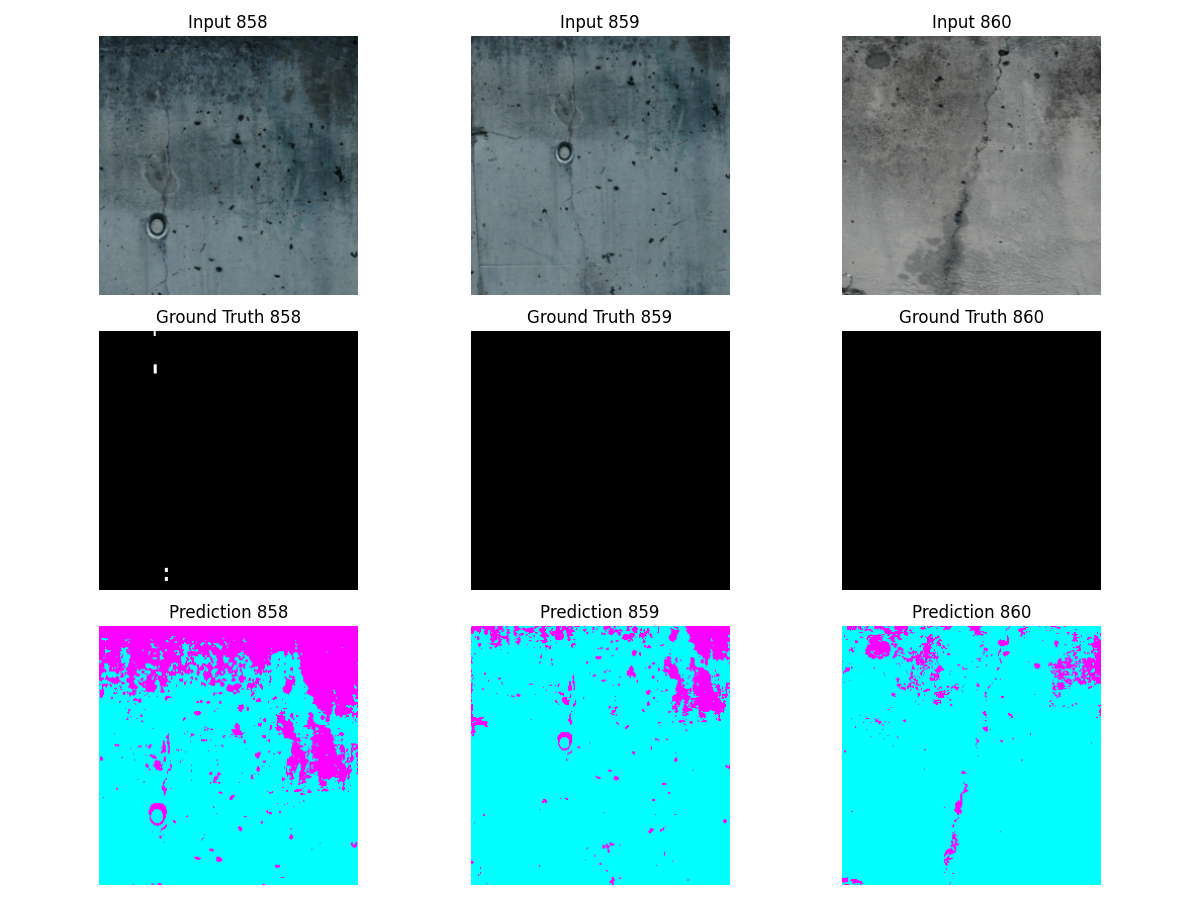 Input 858
Input 859
Input 860
Ground Truth 858
Ground Truth 859
Ground Truth 860
Prediction 858
Prediction 859
Prediction 860